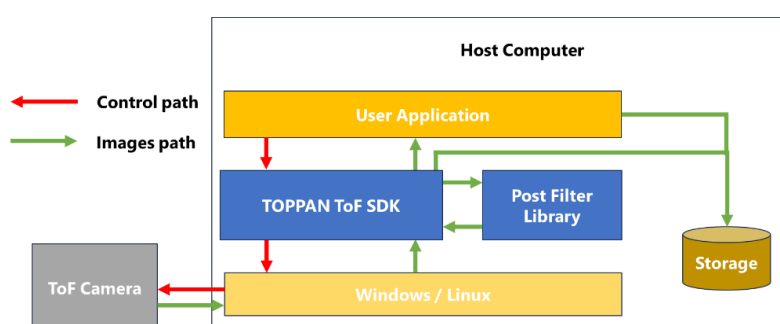 Host Computer
Control path
User Application
Images path
TOPPAN ToF SDK
Post Filter
Library
Storage
ToF Camera
Windows / Linux